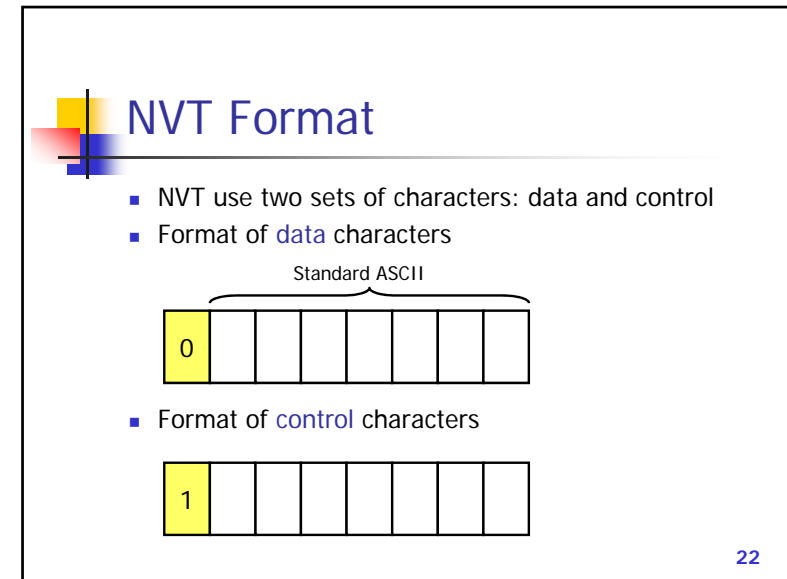 NVT Format
NVT use two sets of characters: data and control
Format of data characters
Standard ASCII
0
Format of control characters
1
22